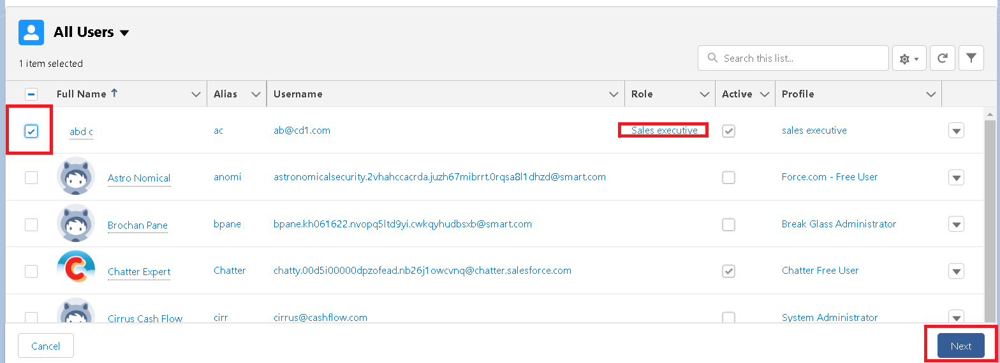 All Users
1 item selected
Search this list...
Full Name Alias Username Role Active Profile
abd c ac ab@cd1.com Sales executive sales executive
Astro Nomical anomi astronomicalsecurity.2vhahccacrda.juzh67mibrrt.0rqsa8l1dhzd@smart.com Force.com - Free User
Brochan Pane bpane bpane.kh061622.nvopq5ltd9yi.cwkqyhudbsxb@smart.com Break Glass Administrator
Chatter Expert Chatter chatty.00d5i00000dpzofead.nb26j1owcvnq@chatter.salesforce.com Chatter Free User
Cirrus Cash Flow cirr cirrus@cashflow.com System Administrator
Cancel Next